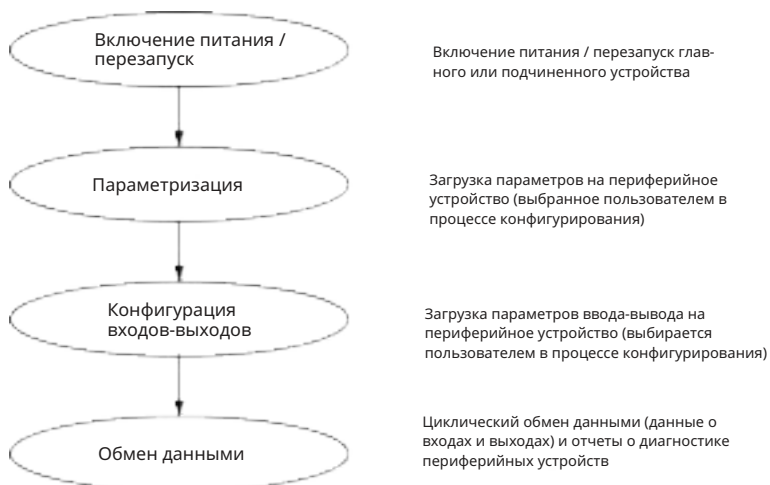 Включение питания /
перезапуск
Включение питания / перезапуск глав-
ного или подчиненного устройства
Параметризация
Загрузка параметров на периферийное
устройство (выбранное пользователем в
процессе конфигурирования)
Конфигурация
входов-выходов
Загрузка параметров ввода-вывода на
периферийное устройство (выбирается
пользователем в процессе конфигурирования)
Обмен данными
Циклический обмен данными (данные о
входах и выходах) и отчеты о диагностике
периферийных устройств